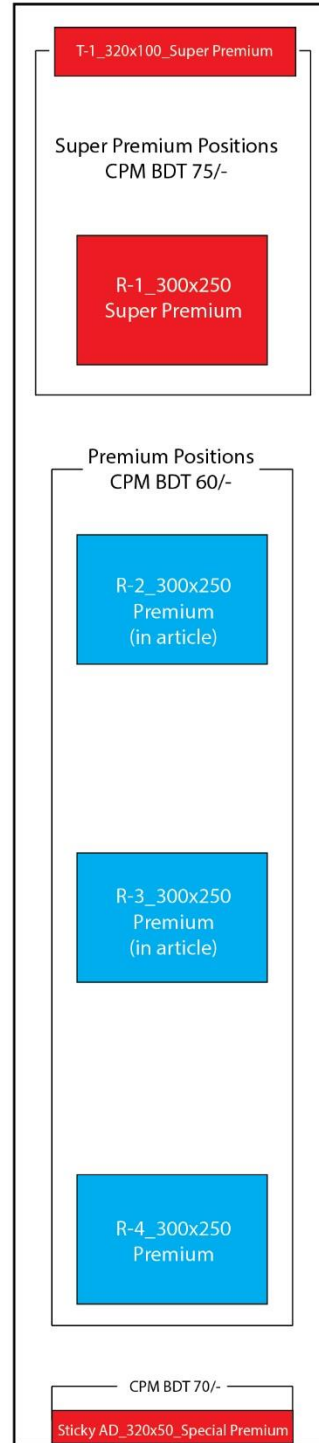 T-1_320x100_Super Premium
Super Premium Positions
CPM BDT 75/-
R-1_300x250
Super Premium
Premium Positions
CPM BDT 60/-
R-2_300x250
Premium
(in article)
R-3_300x250
Premium
(in article)
R-4_300x250
Premium
CPM BDT 70/-
Sticky AD_320x50_Special Premium